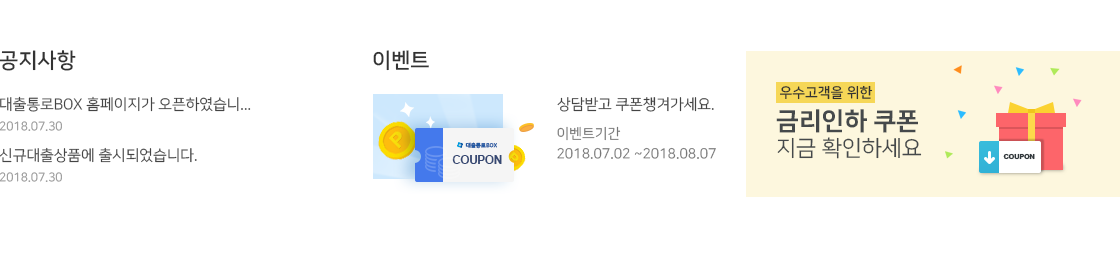 공지사항
대출통로BOX 홈페이지가 오픈하였습니...
2018.07.30
신규대출상품에 출시되었습니다.
2018.07.30
이벤트
대출통로BOX
COUPON
상담받고 쿠폰챙겨가세요.
이벤트기간
2018.07.02 ~2018.08.07
우수고객을 위한
금리인하 쿠폰
지금 확인하세요
COUPON